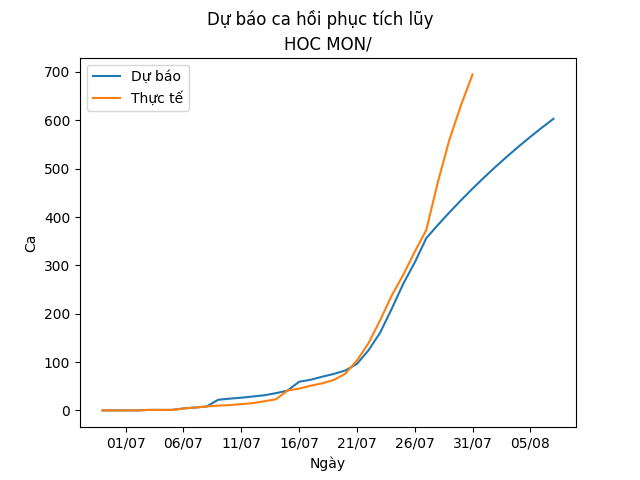 Dự báo ca hồi phục tích lũy
HOC MON/
Dự báo
Thực tế
700
600
500
400
300
200
100
0
Ca
01/07 06/07 11/07 16/07 21/07 26/07 31/07 05/08
Ngày